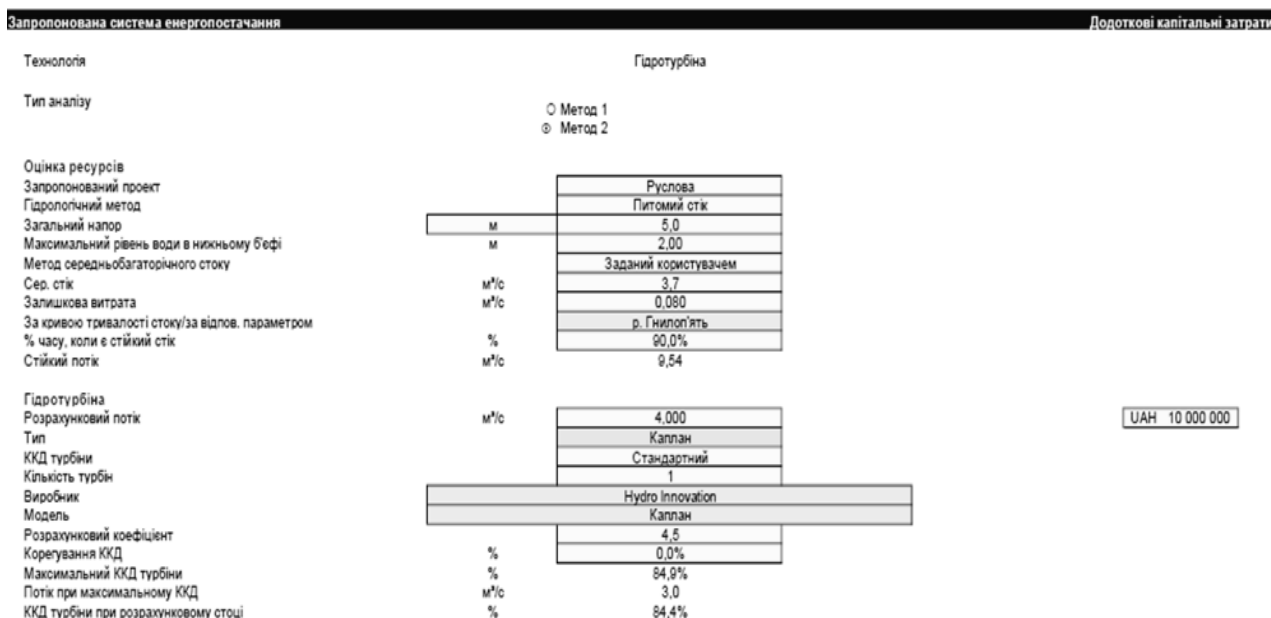 Запропонована система енергопостачання Додоткові капітальні затрати
Технологія Гідротурбіна
Тип аналізу
Метод 1
Метод 2
Оцінка ресурсів
Запропонований проект Руслова
Гідрологічний метод Питомий стік
Загальний напор м 5,0
Максимальний рівень води в нижньому б'єфі м 2,00
Метод середньобагаторічного стоку Заданий користувачем
Сер. стік м³/с 3,7
Залишкова витрата м³/с 0,080
За кривою тривалості стоку/за відпов. параметром р. Гнилоп'ять
% часу, коли є стійкий стік % 90,0%
Стійкий потік м³/с 9,54
Гідротурбіна
Розрахунковий потік м³/с 4,000 UAH 10 000 000
Тип Каплан
ККД турбіни Стандартний
Кількість турбін 1
Виробник Hydro Innovation
Модель Каплан
Розрахунковий коефіцієнт 4,5
Корегування ККД % 0,0%
Максимальний ККД турбіни % 84,9%
Потік при максимальному ККД м³/с 3,0
ККД турбіни при розрахунковому стоці % 84,4%